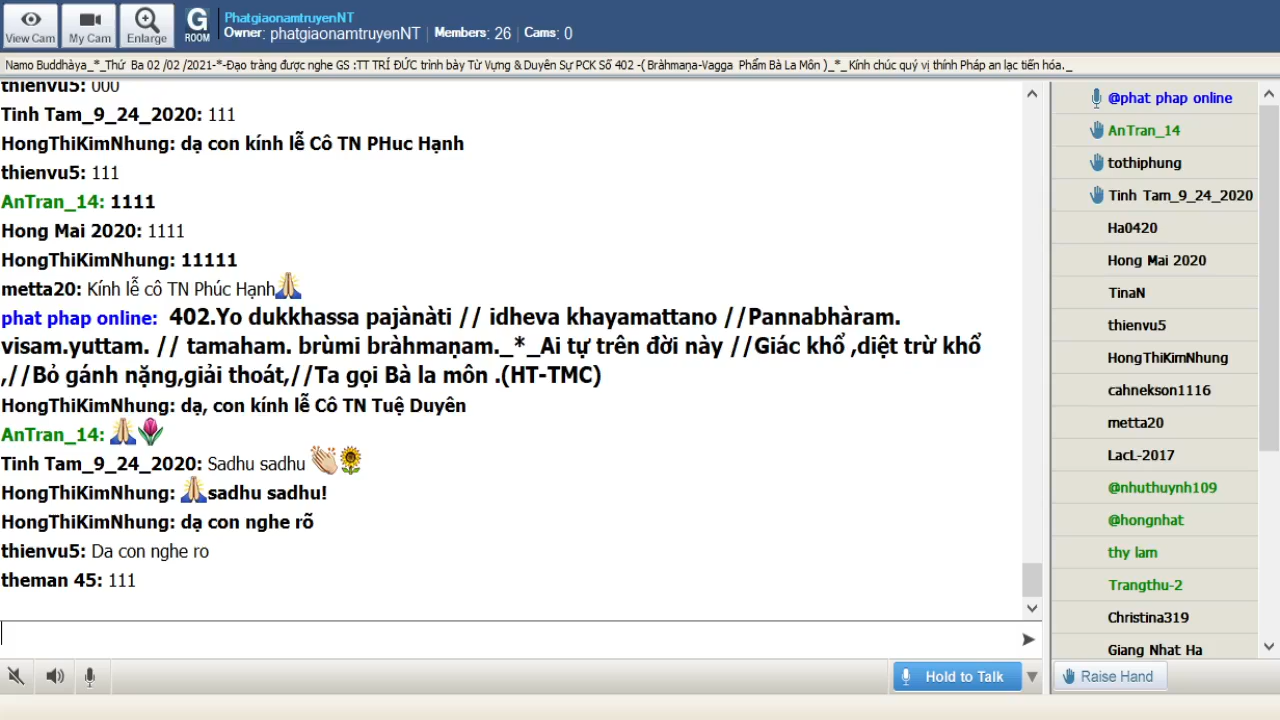 View Cam
My Cam
Enlarge
G ROOM
PhatgiaonamtruyenNT
Owner: phatgiaonamtruyenNT | Members: 26 | Cams: 0
Namo Buddhàya_*_Thứ Ba 02 /02 /2021-*-Đạo tràng được nghe GS :TT TRÍ ĐỨC trình bày Từ Vựng & Duyên Sự PCK Số 402 -( Bràhmaṇa-Vagga Phẩm Bà La Môn )_*_ Kính chúc quý vị thính Pháp an lạc tiến hóa._
thienvu5: 000
Tinh Tam_9_24_2020: 111
HongThiKimNhung: dạ con kính lễ Cô TN PHuc Hạnh
thienvu5: 111
AnTran_14: 1111
Hong Mai 2020: 1111
HongThiKimNhung: 11111
metta20: Kính lễ cô TN Phúc Hạnh🙏
phat phap online: 402.Yo dukkhassa pajànàti // idheva khayamattano //Pannabhàram.
visam.yuttam. // tamaham. brùmi bràhmaṇam._*_Ai tự trên đời này //Giác khổ ,diệt trừ khổ
,//Bỏ gánh nặng,giải thoát,//Ta gọi Bà la môn .(HT-TMC)
HongThiKimNhung: dạ, con kính lễ Cô TN Tuệ Duyên
AnTran_14: 🙏🌷
Tinh Tam_9_24_2020: Sadhu sadhu 👏🌻
HongThiKimNhung: 🙏sadhu sadhu!
HongThiKimNhung: dạ con nghe rõ
thienvu5: Da con nghe ro
theman 45: 111
@phat phap online
AnTran_14
tothiphung
Tinh Tam_9_24_2020
Ha0420
Hong Mai 2020
TinaN
thienvu5
HongThiKimNhung
cahnekson1116
metta20
LacL-2017
@nhuthuynh109
@hongnhat
thy lam
Trangthu-2
Christina319
Giang Nhat Ha
Hold to Talk
Raise Hand